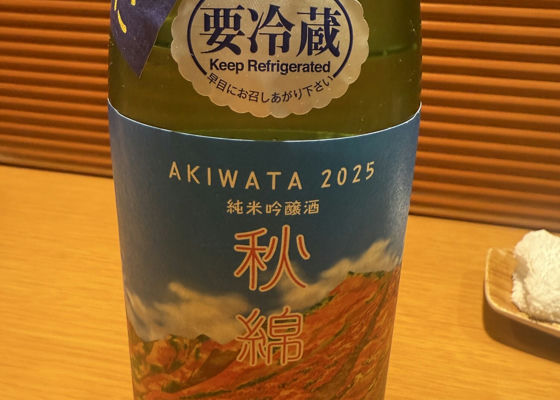 要冷蔵
Keep Refrigerated
早目にお召しあがり下さい
AKIWATA 2025
純米吟醸酒
秋
綿